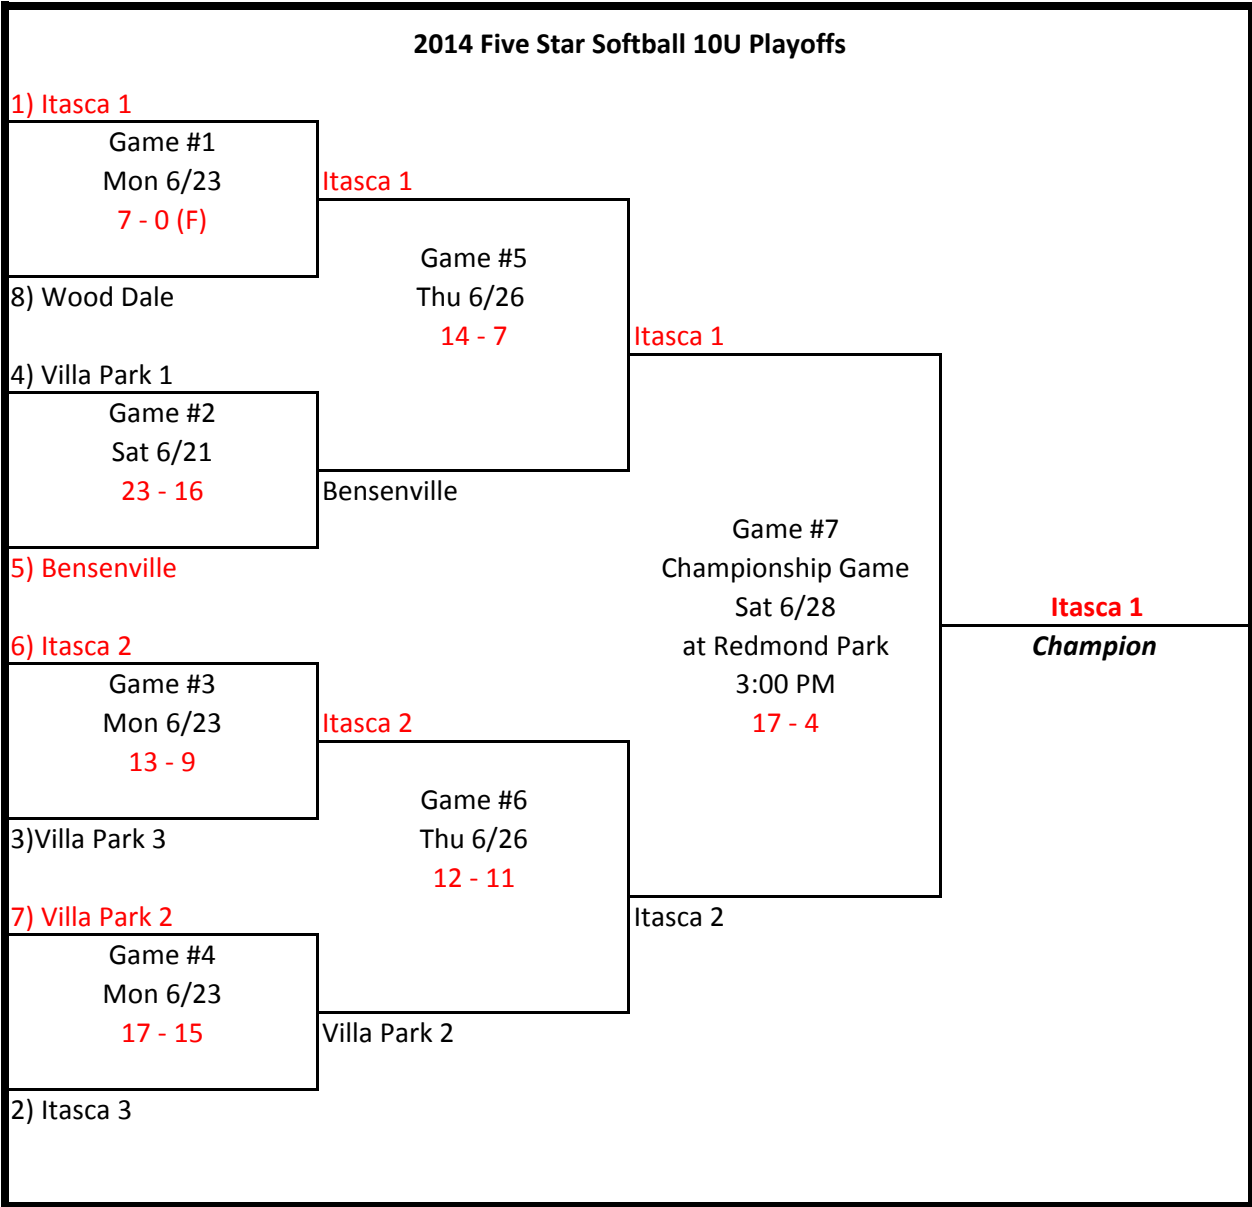 2014 Five Star Softball 10U Playoffs
1) Itasca 1
Game #1
Mon 6/23
7 - 0 (F)
8) Wood Dale
4) Villa Park 1
Game #2
Sat 6/21
23 - 16
5) Bensenville
6) Itasca 2
Game #3
Mon 6/23
13 - 9
3)Villa Park 3
7) Villa Park 2
Game #4
Mon 6/23
17 - 15
2) Itasca 3
Itasca 1
Game #5
Thu 6/26
14 - 7
Bensenville
Itasca 2
Game #6
Thu 6/26
12 - 11
Villa Park 2
Itasca 1
Game #7
Championship Game
Sat 6/28
at Redmond Park
3:00 PM
17 - 4
Itasca 2
Itasca 1
Champion